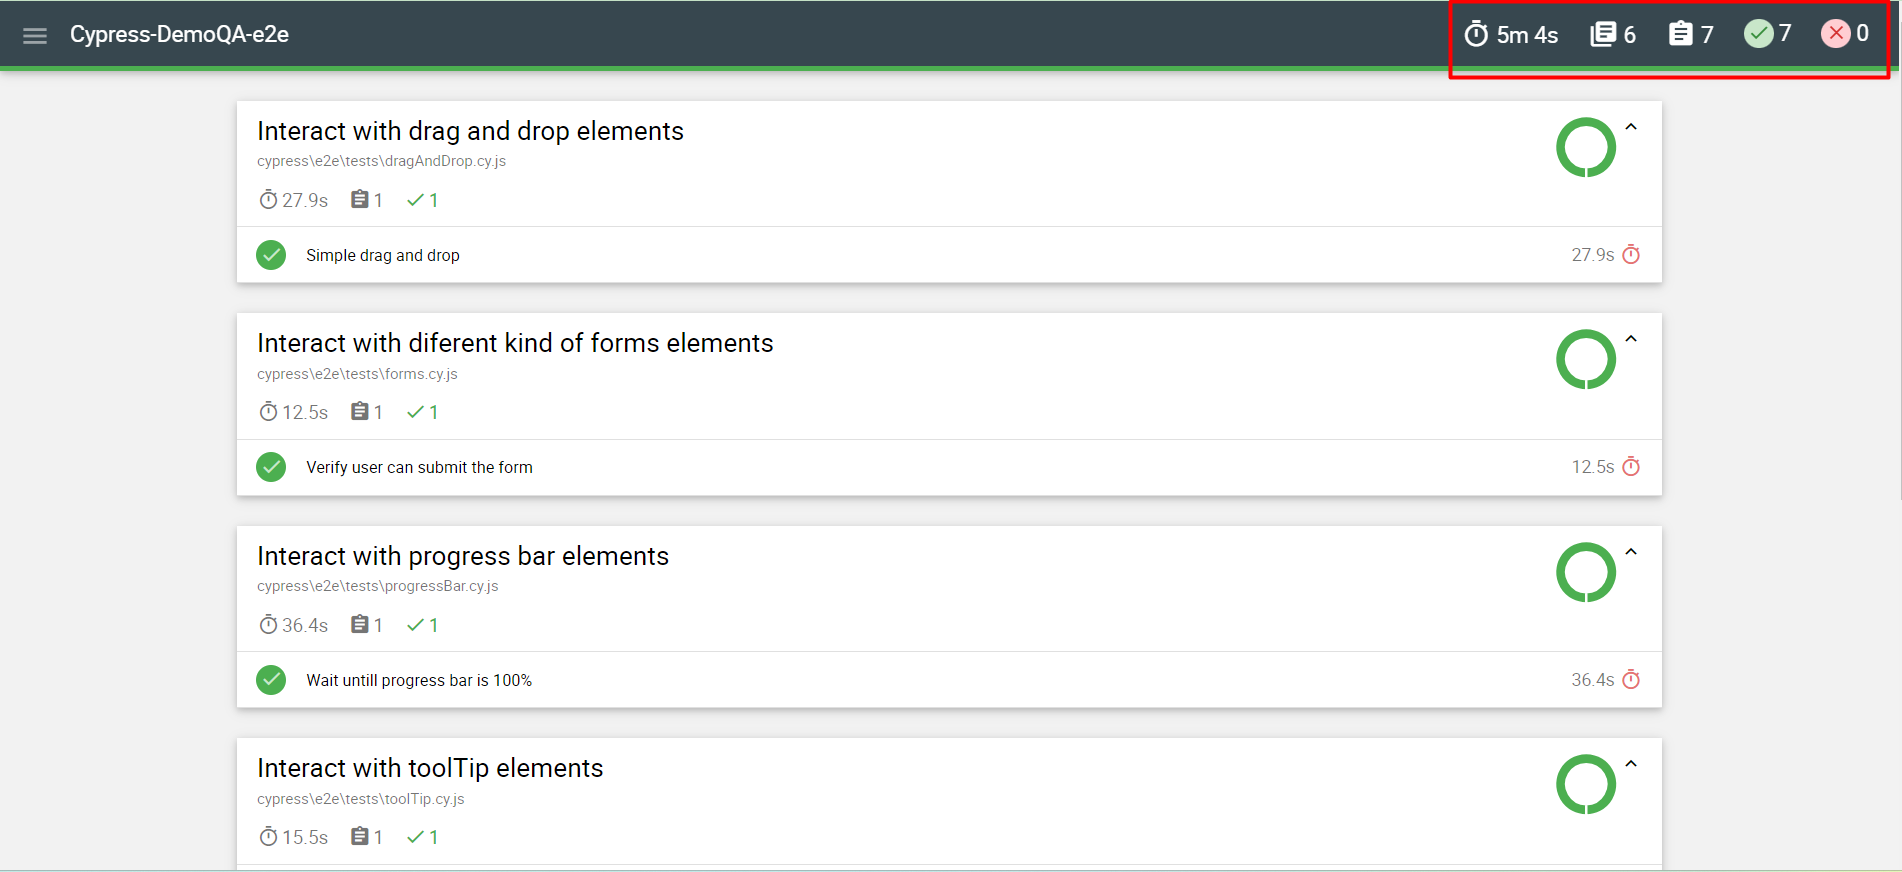 Cypress-DemoQA-e2e
5m 4s 6 7 7 0
Interact with drag and drop elements
cypress\e2e\tests\dragAndDrop.cy.js
27.9s 1 1
Simple drag and drop 27.9s
Interact with diferent kind of forms elements
cypress\e2e\tests\forms.cy.js
12.5s 1 1
Verify user can submit the form 12.5s
Interact with progress bar elements
cypress\e2e\tests\progressBar.cy.js
36.4s 1 1
Wait untill progress bar is 100% 36.4s
Interact with toolTip elements
cypress\e2e\tests\toolTip.cy.js
15.5s 1 1